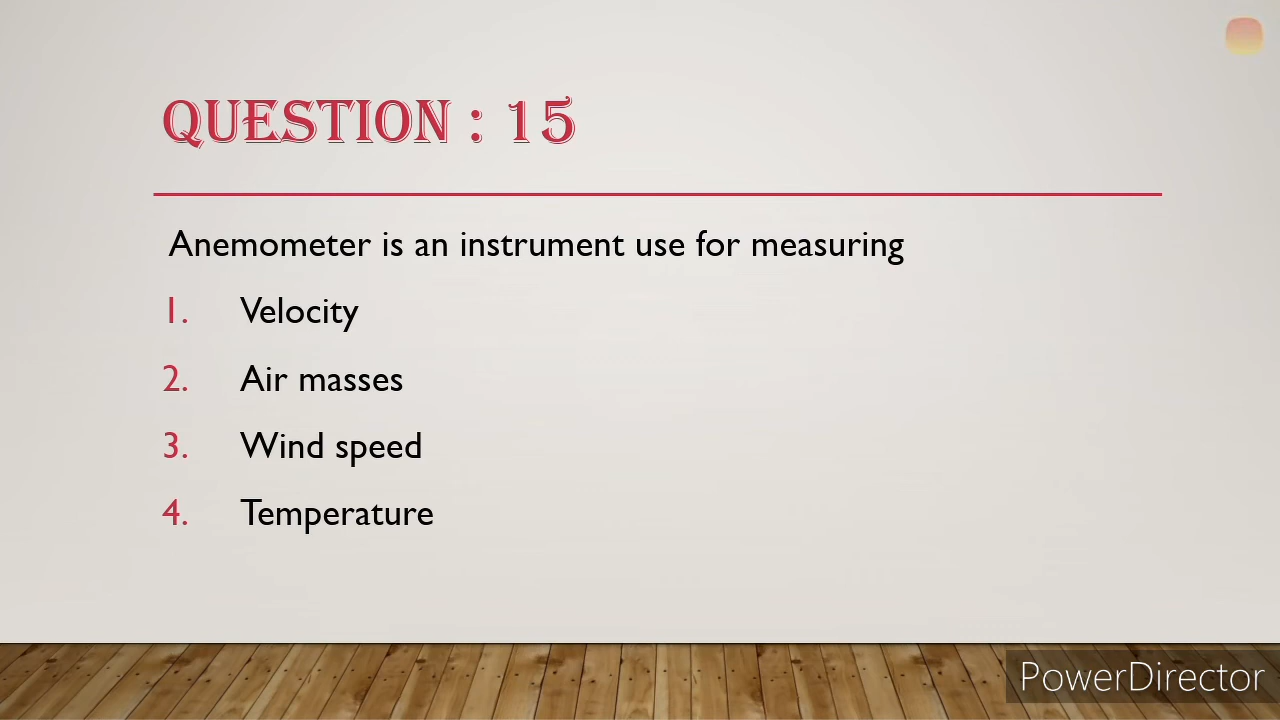 QUESTION : 15
Anemometer is an instrument use for measuring
1. Velocity
2. Air masses
3. Wind speed
4. Temperature
PowerDirector